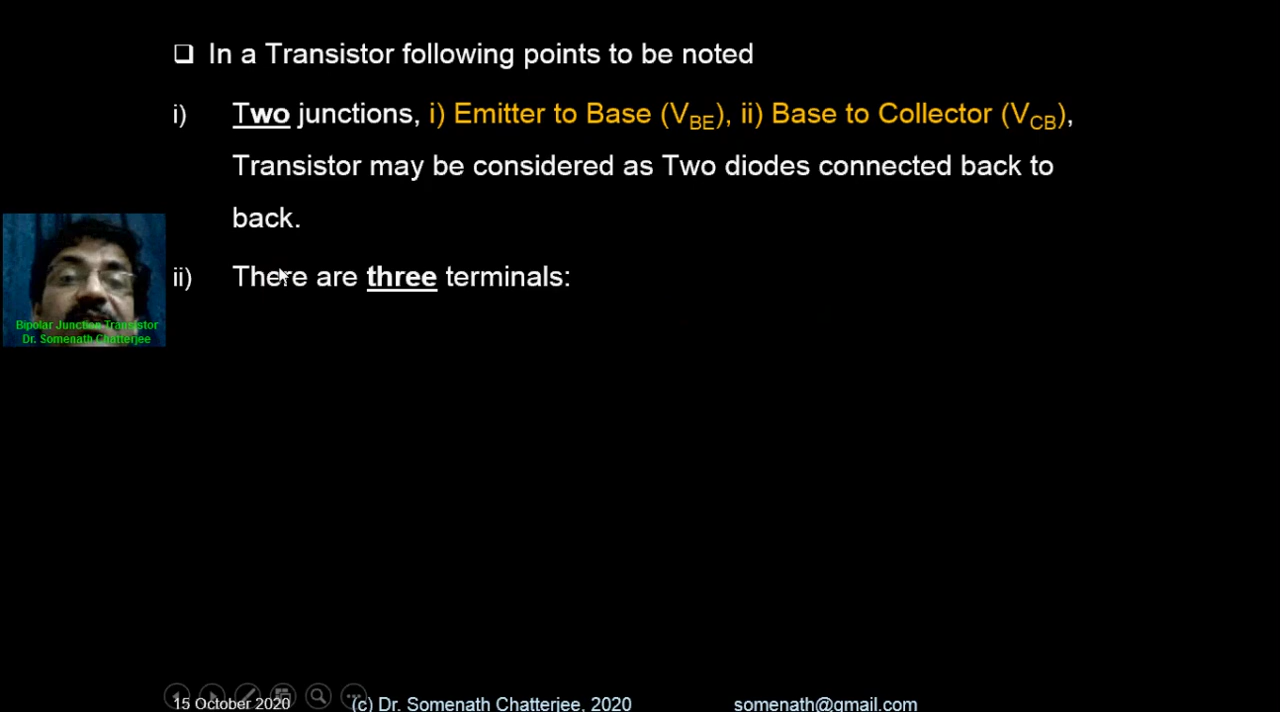 ❑ In a Transistor following points to be noted
i) Two junctions, i) Emitter to Base (VBE), ii) Base to Collector (VCB),
Transistor may be considered as Two diodes connected back to
back.
ii) There are three terminals:
Bipolar Junction Transistor
Dr. Somenath Chatterjee
15 October 2020 (c) Dr. Somenath Chatterjee, 2020 somenath@gmail.com